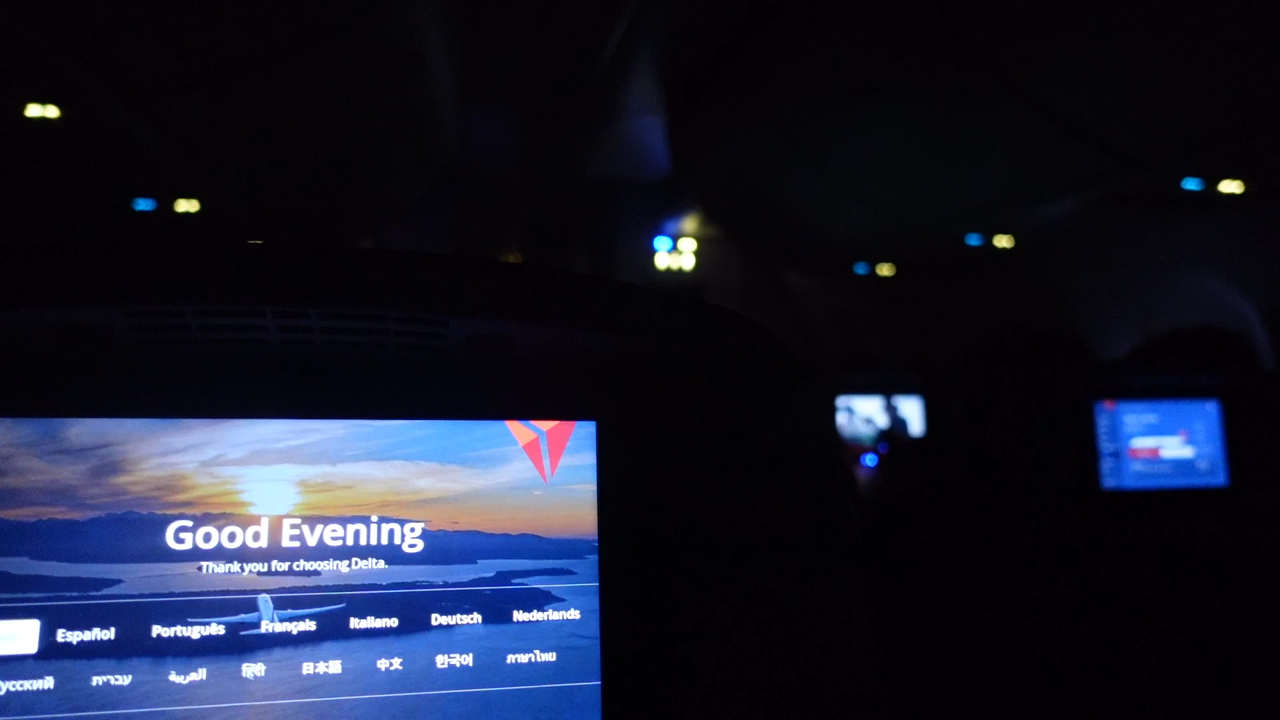 Good Evening
Thank you for choosing Delta.
Español Português Français Italiano Deutsch Nederlands
усский עברית العربية हिंदी 日本語 中文 한국어 ภาษาไทย